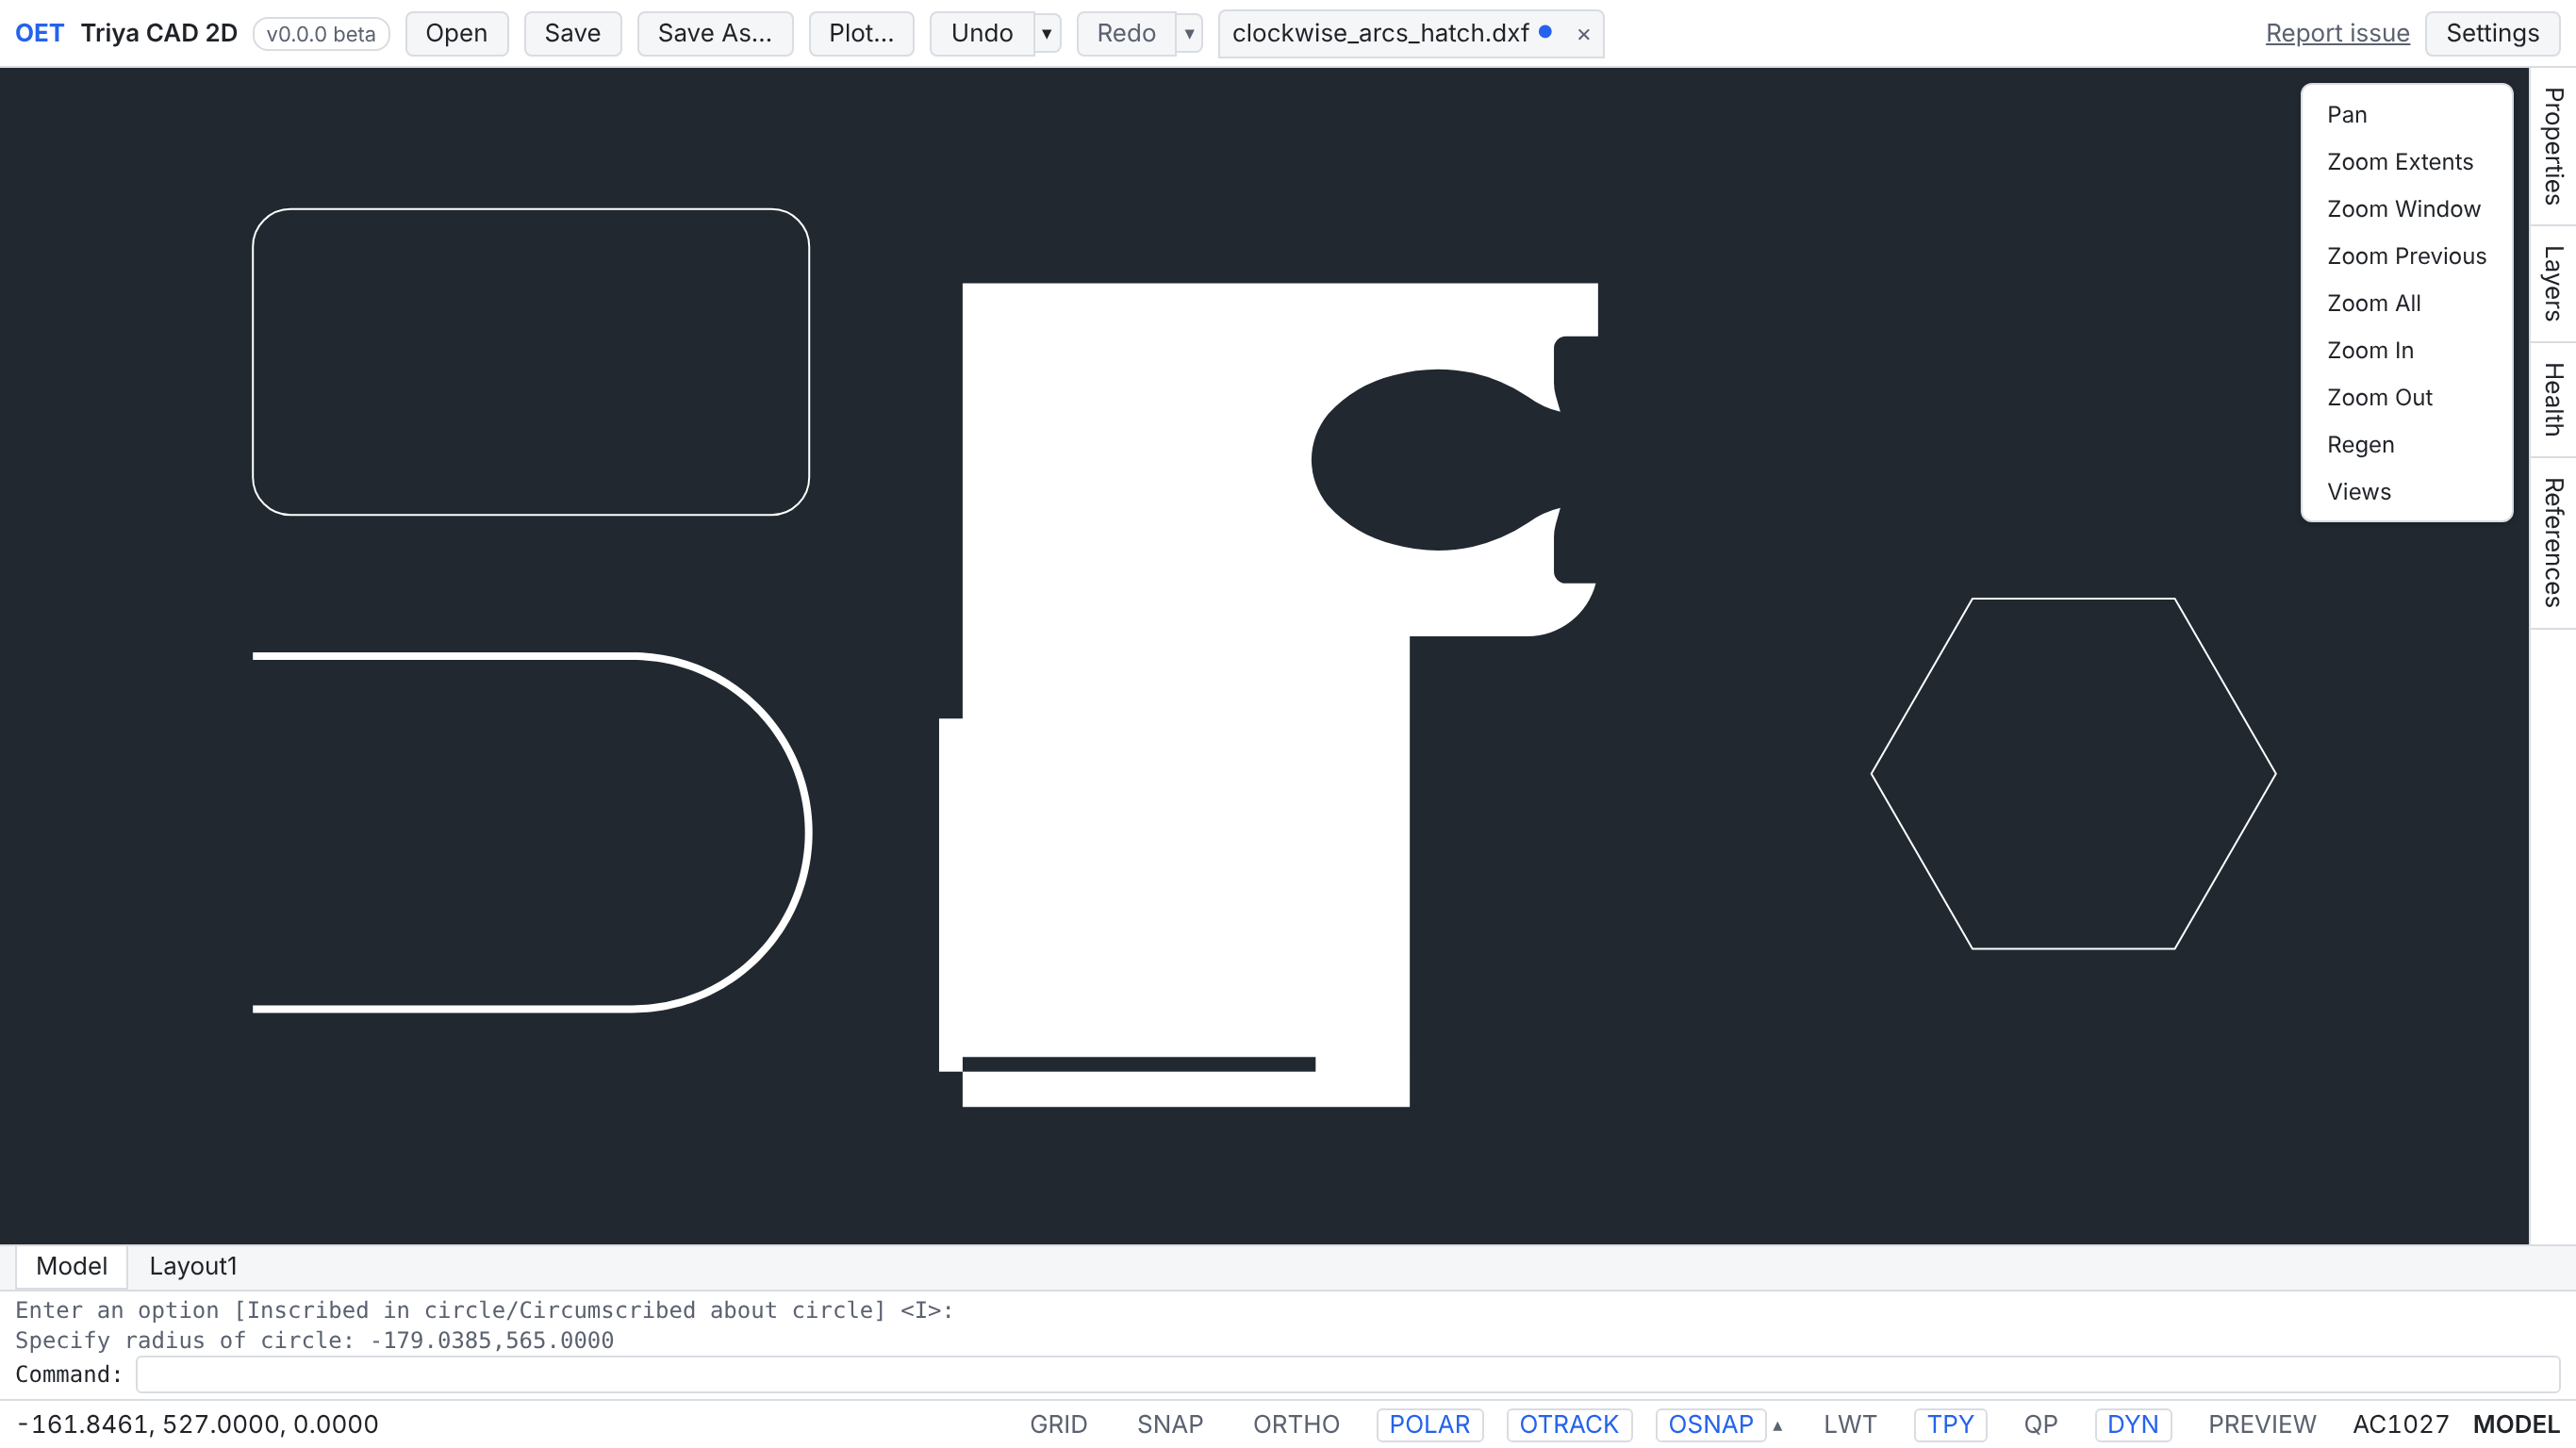 OET Triya CAD 2D v0.0.0 beta Open Save Save As... Plot... Undo ▾ Redo ▾ clockwise_arcs_hatch.dxf × Report issue Settings
Pan
Zoom Extents
Zoom Window
Zoom Previous
Zoom All
Zoom In
Zoom Out
Regen
Views
Properties
Layers
Health
References
Model Layout1
Enter an option [Inscribed in circle/Circumscribed about circle] <I>:
Specify radius of circle: -179.0385,565.0000
Command:
-161.8461, 527.0000, 0.0000 GRID SNAP ORTHO POLAR OTRACK OSNAP ▴ LWT TPY QP DYN PREVIEW AC1027 MODEL